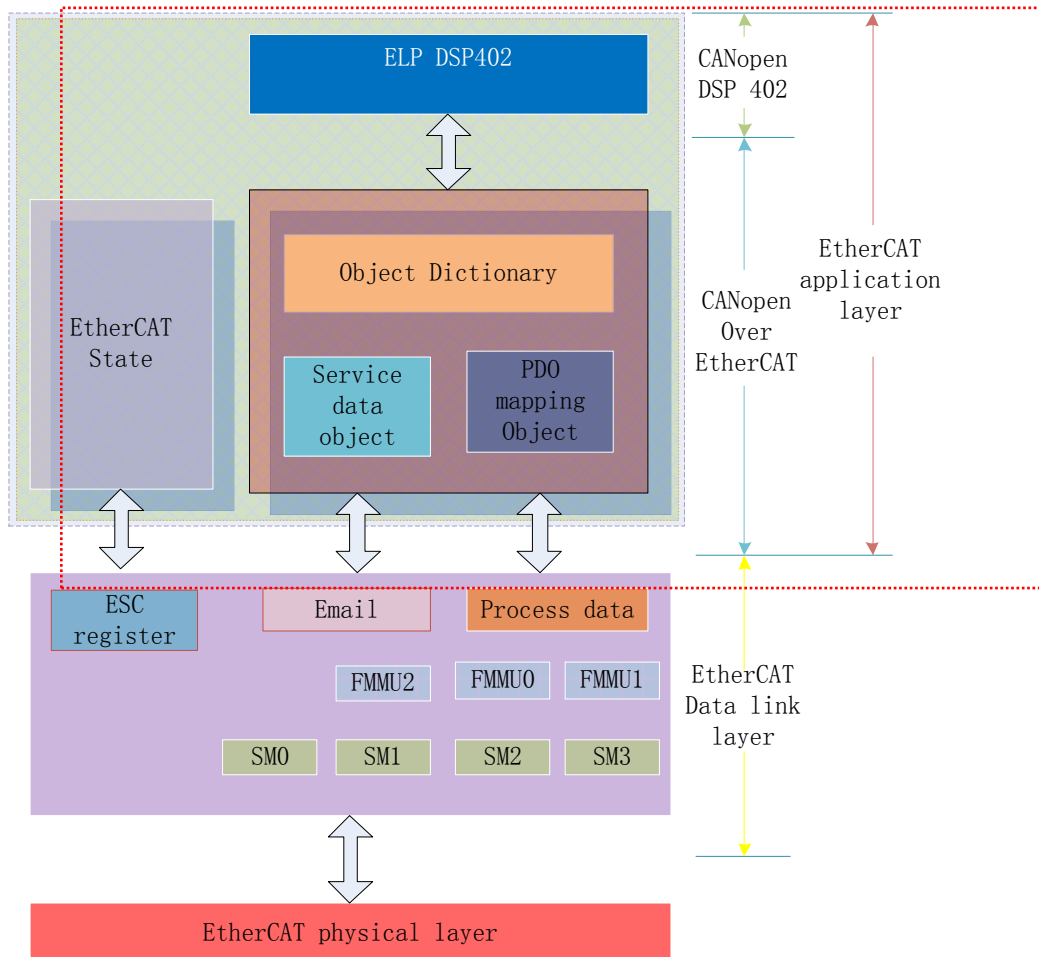 ELP DSP402
CANopen
DSP 402
Object Dictionary
EtherCAT
State
Service
data
object
PDO
mapping
Object
CANopen
Over
EtherCAT
EtherCAT
application
layer
ESC
register
Email
Process data
FMMU2
FMMU0
FMMU1
SM0
SM1
SM2
SM3
EtherCAT
Data link
layer
EtherCAT physical layer